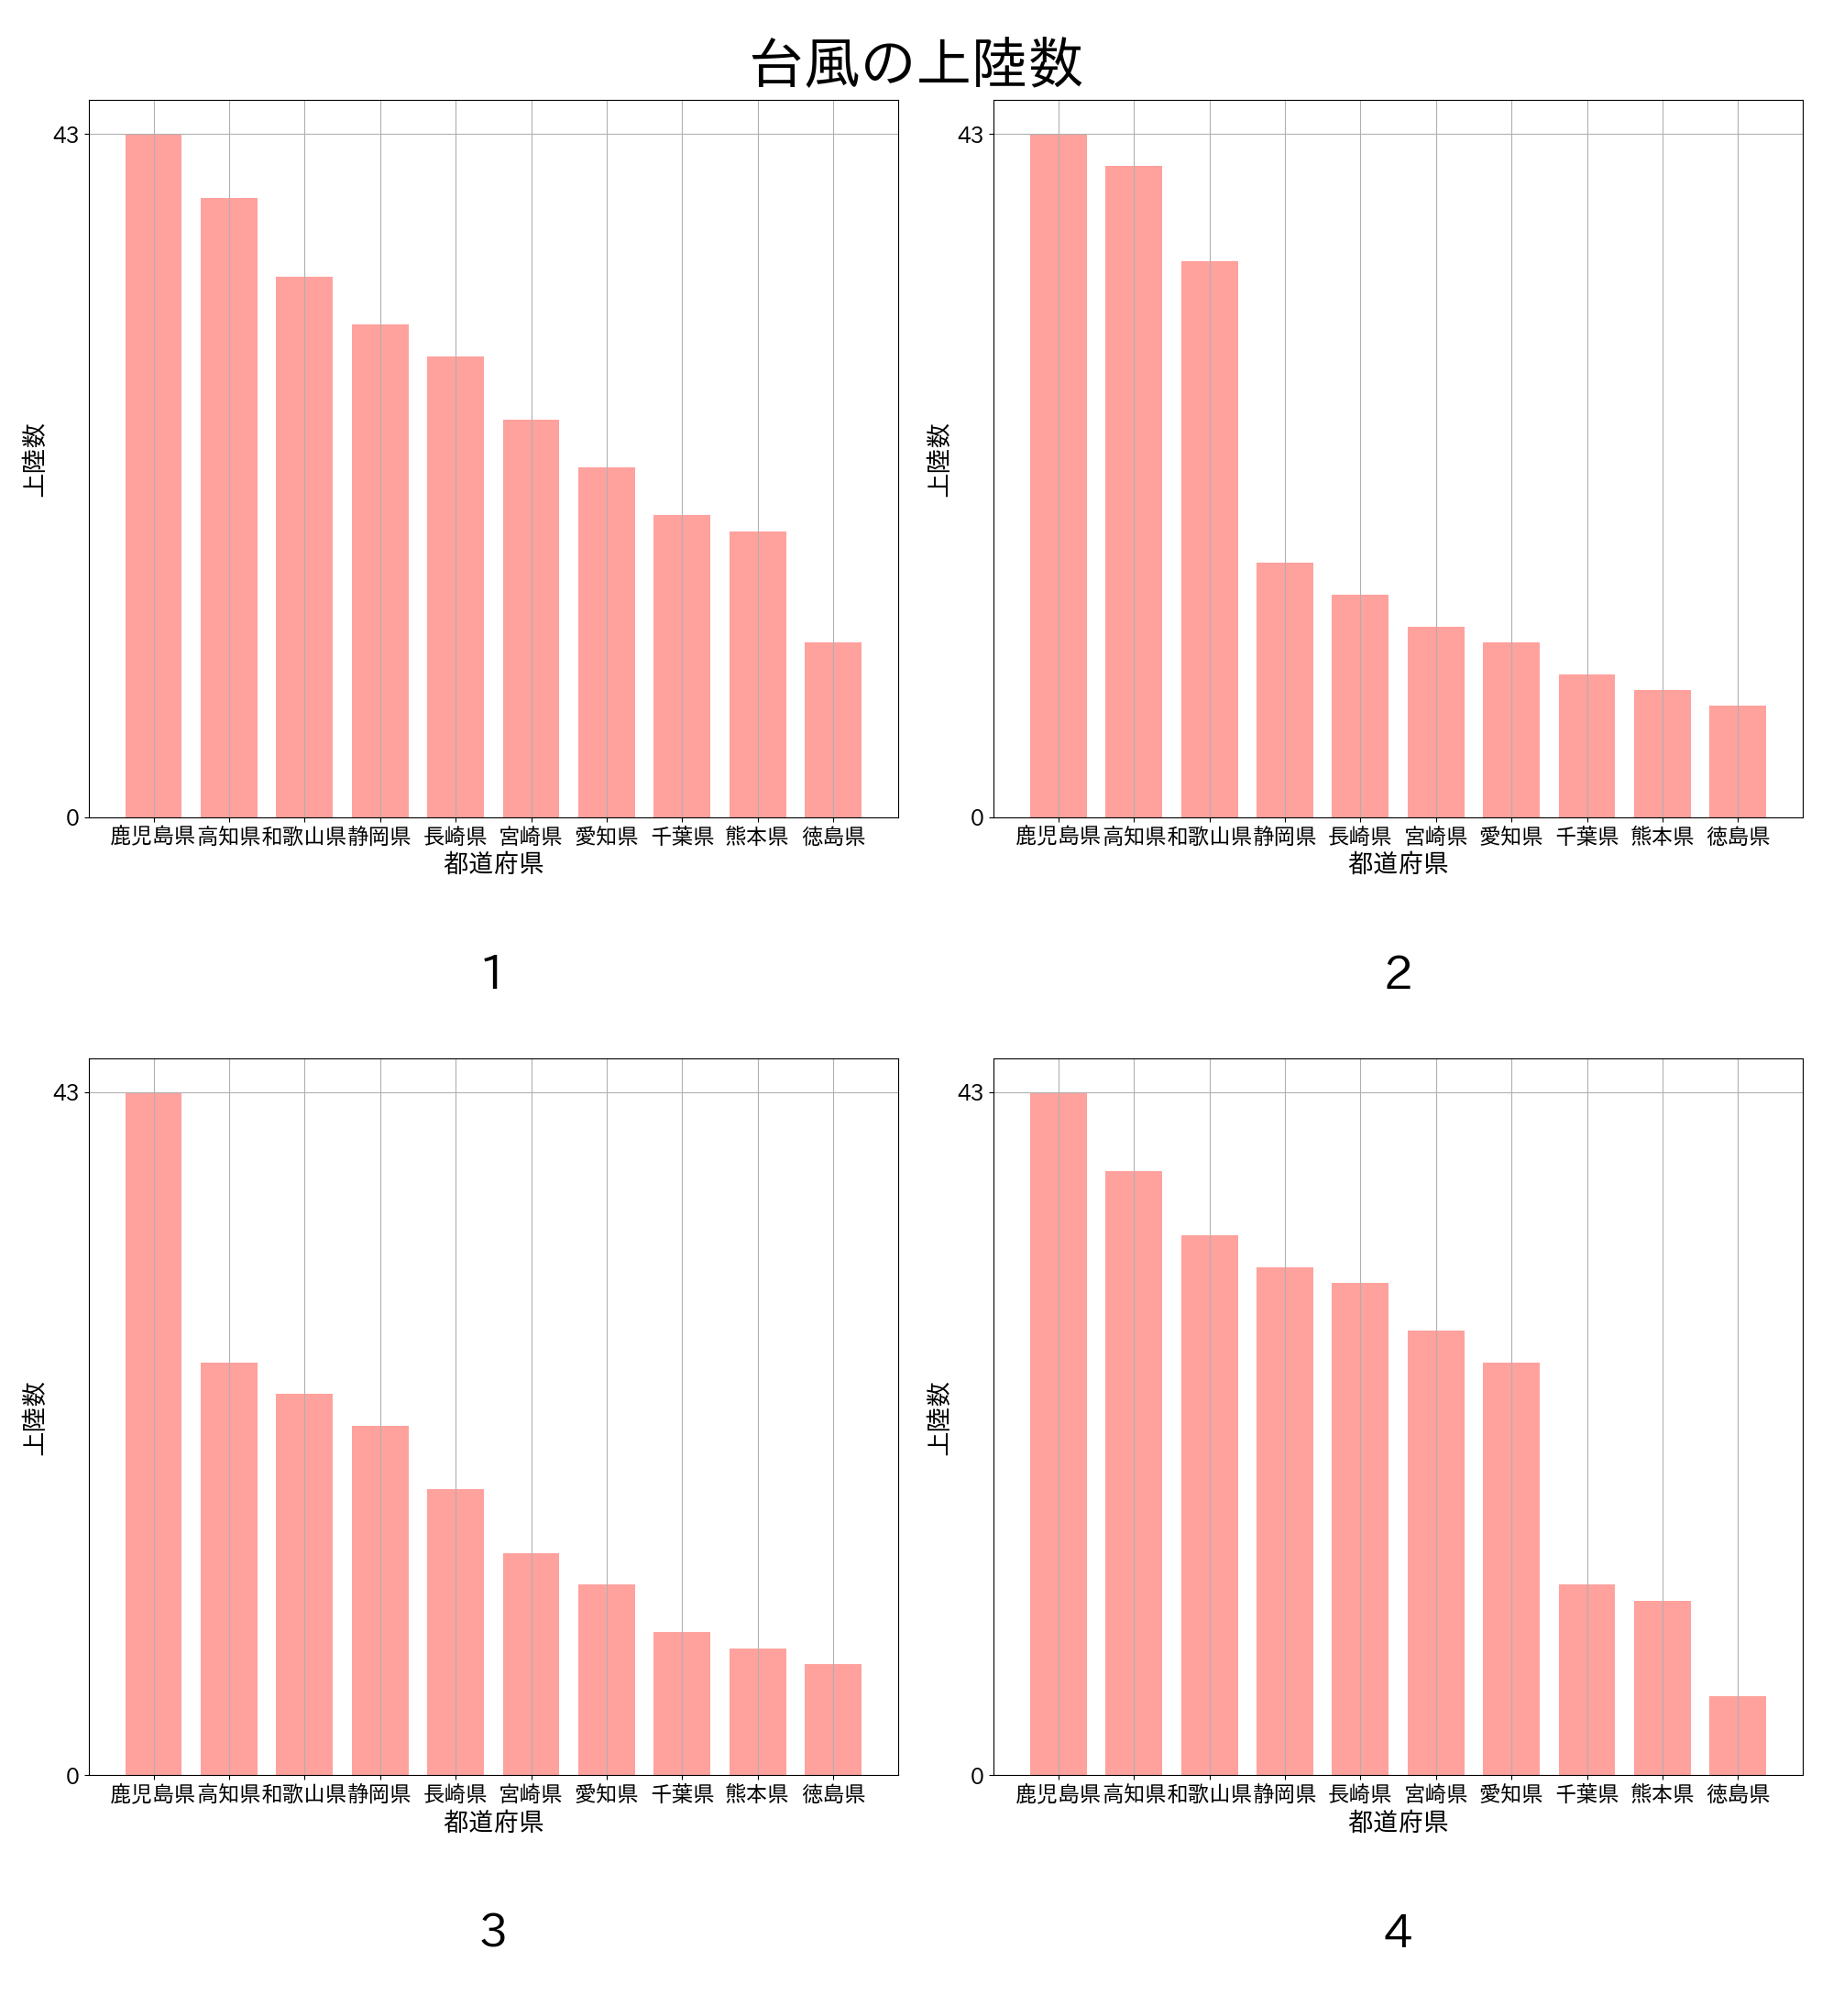 台風の上陸数
43
0
上陸数
鹿児島県 高知県 和歌山県 静岡県 長崎県 宮崎県 愛知県 千葉県 熊本県 徳島県
都道府県
1
43
0
上陸数
鹿児島県 高知県 和歌山県 静岡県 長崎県 宮崎県 愛知県 千葉県 熊本県 徳島県
都道府県
2
43
0
上陸数
鹿児島県 高知県 和歌山県 静岡県 長崎県 宮崎県 愛知県 千葉県 熊本県 徳島県
都道府県
3
43
0
上陸数
鹿児島県 高知県 和歌山県 静岡県 長崎県 宮崎県 愛知県 千葉県 熊本県 徳島県
都道府県
4